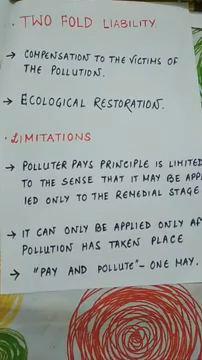 • TWO FOLD LIABILITY.
→ COMPENSATION TO THE VICTIMS OF
THE POLLUTION.
→ ECOLOGICAL RESTORATION.
• LIMITATIONS
→ POLLUTER PAYS PRINCIPLE IS LIMITED
TO THE SENSE THAT IT MAY BE APP
IED ONLY TO THE REMEDIAL STAGE
→ IT CAN ONLY BE APPLIED ONLY AF
POLLUTION HAS TAKEN PLACE
→ "PAY AND POLLUTE" - ONE MAY.